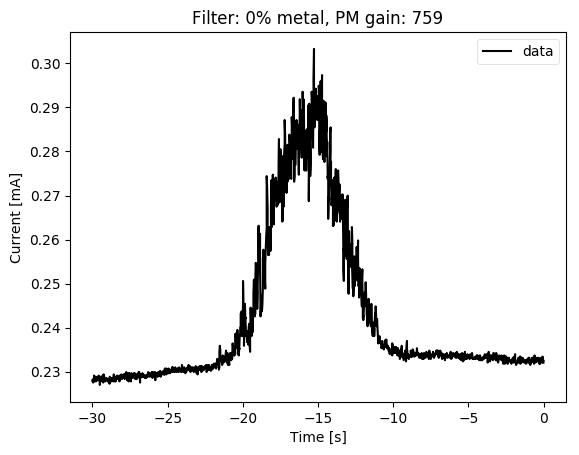 Filter: 0% metal, PM gain: 759
data
Current [mA]
0.30
0.29
0.28
0.27
0.26
0.25
0.24
0.23
−30 −25 −20 −15 −10 −5 0
Time [s]